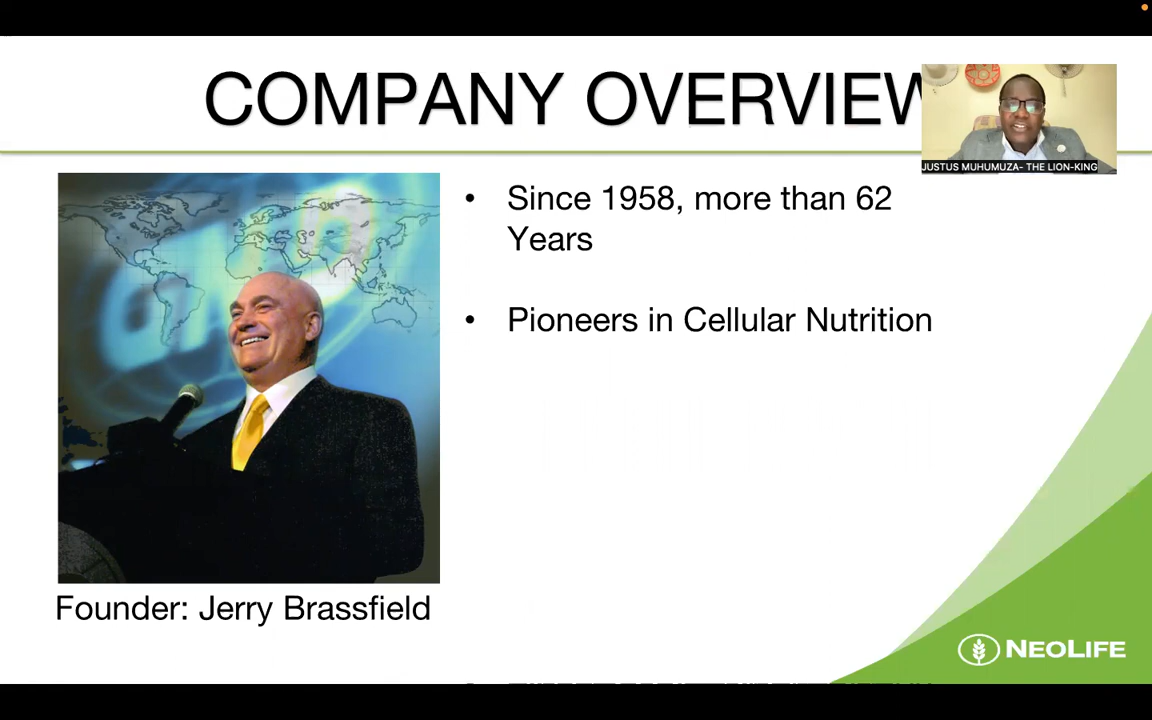 COMPANY OVERVIEW
JUSTUS MUHUMUZA- THE LION-KING
• Since 1958, more than 62
Years
• Pioneers in Cellular Nutrition
Founder: Jerry Brassfield
NEOLIFE